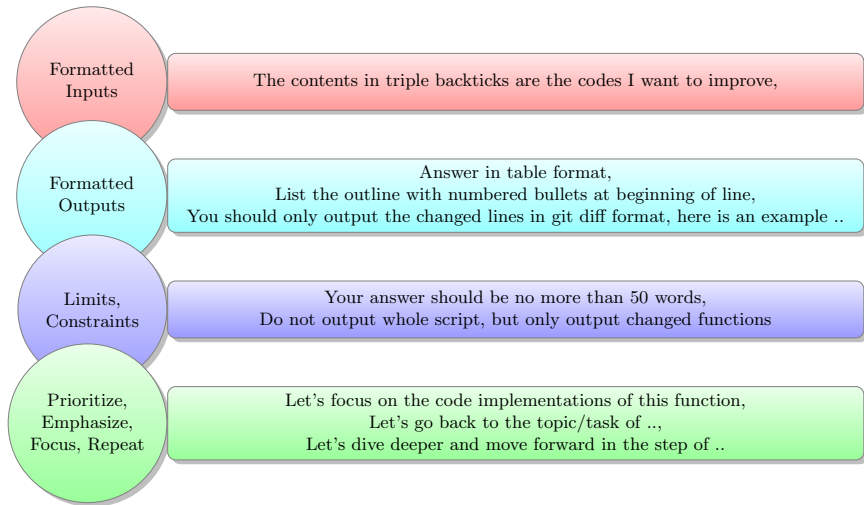 Formatted
Inputs
The contents in triple backticks are the codes I want to improve,
Formatted
Outputs
Answer in table format,
List the outline with numbered bullets at beginning of line,
You should only output the changed lines in git diff format, here is an example ..
Limits,
Constraints
Your answer should be no more than 50 words,
Do not output whole script, but only output changed functions
Prioritize,
Emphasize,
Focus, Repeat
Let's focus on the code implementations of this function,
Let's go back to the topic/task of ..,
Let's dive deeper and move forward in the step of ..